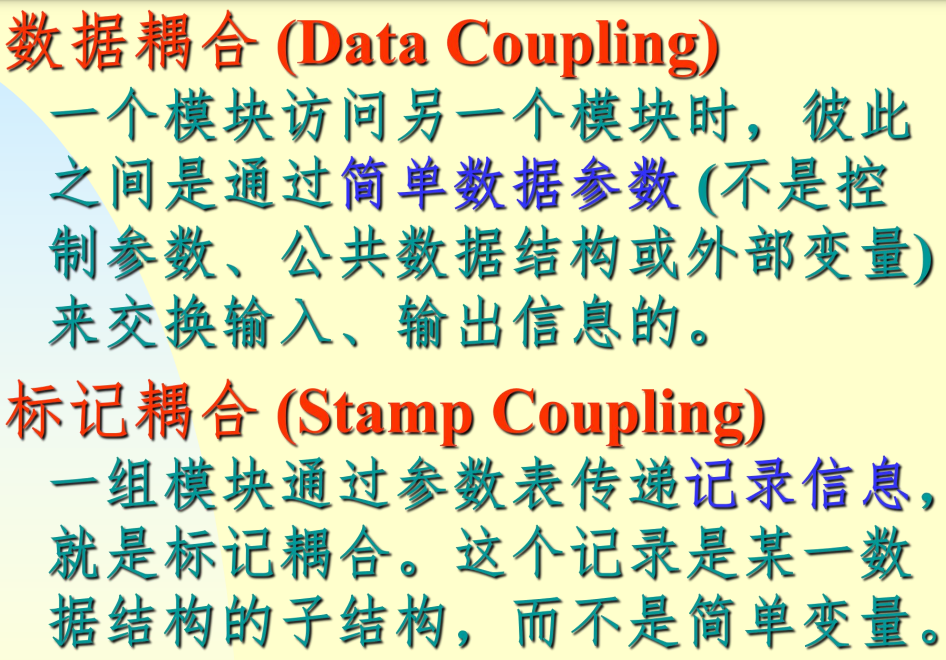 数据耦合 (Data Coupling)
一个模块访问另一个模块时，彼此
之间是通过简单数据参数 (不是控
制参数、公共数据结构或外部变量)
来交换输入、输出信息的。
标记耦合 (Stamp Coupling)
一组模块通过参数表传递记录信息，
就是标记耦合。这个记录是某一数
据结构的子结构，而不是简单变量。